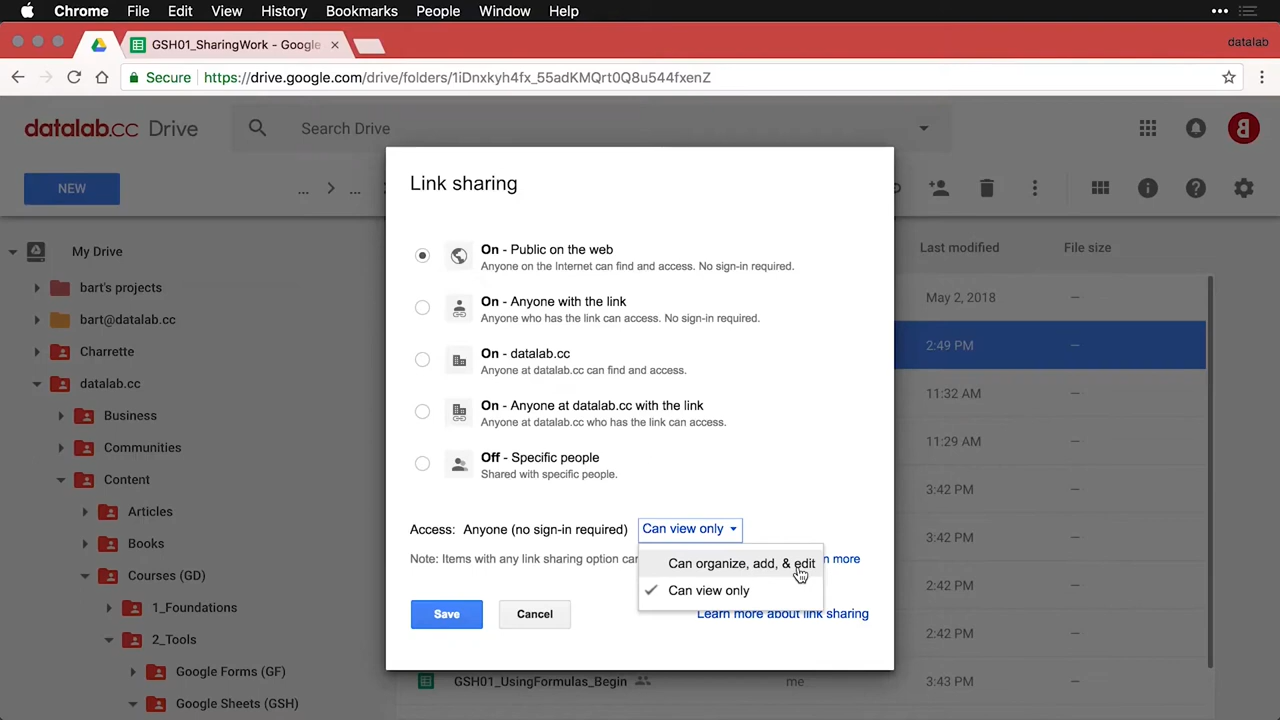 Chrome File Edit View History Bookmarks People Window Help
GSH01_SharingWork - Google
datalab
Secure https://drive.google.com/drive/folders/1iDnxkyh4fx_55adKMQrt0Q8u544fxenZ
datalab.cc Drive
Search Drive
NEW
... ...
Link sharing
On - Public on the web
Anyone on the Internet can find and access. No sign-in required.
On - Anyone with the link
Anyone who has the link can access. No sign-in required.
On - datalab.cc
Anyone at datalab.cc can find and access.
On - Anyone at datalab.cc with the link
Anyone at datalab.cc who has the link can access.
Off - Specific people
Shared with specific people.
Access: Anyone (no sign-in required) Can view only
Can organize, add, & edit
Can view only
Note: Items with any link sharing option
more
Save
Cancel
Learn more about link sharing
My Drive
bart's projects
bart@datalab.cc
Charrette
datalab.cc
Business
Communities
Content
Articles
Books
Courses (GD)
1_Foundations
2_Tools
Google Forms (GF)
Google Sheets (GSH)
Last modified File size
May 2, 2018 —
2:49 PM —
11:32 AM —
11:29 AM —
3:42 PM —
3:42 PM —
2:42 PM —
2:42 PM —
GSH01_UsingFormulas_Begin me 3:43 PM —